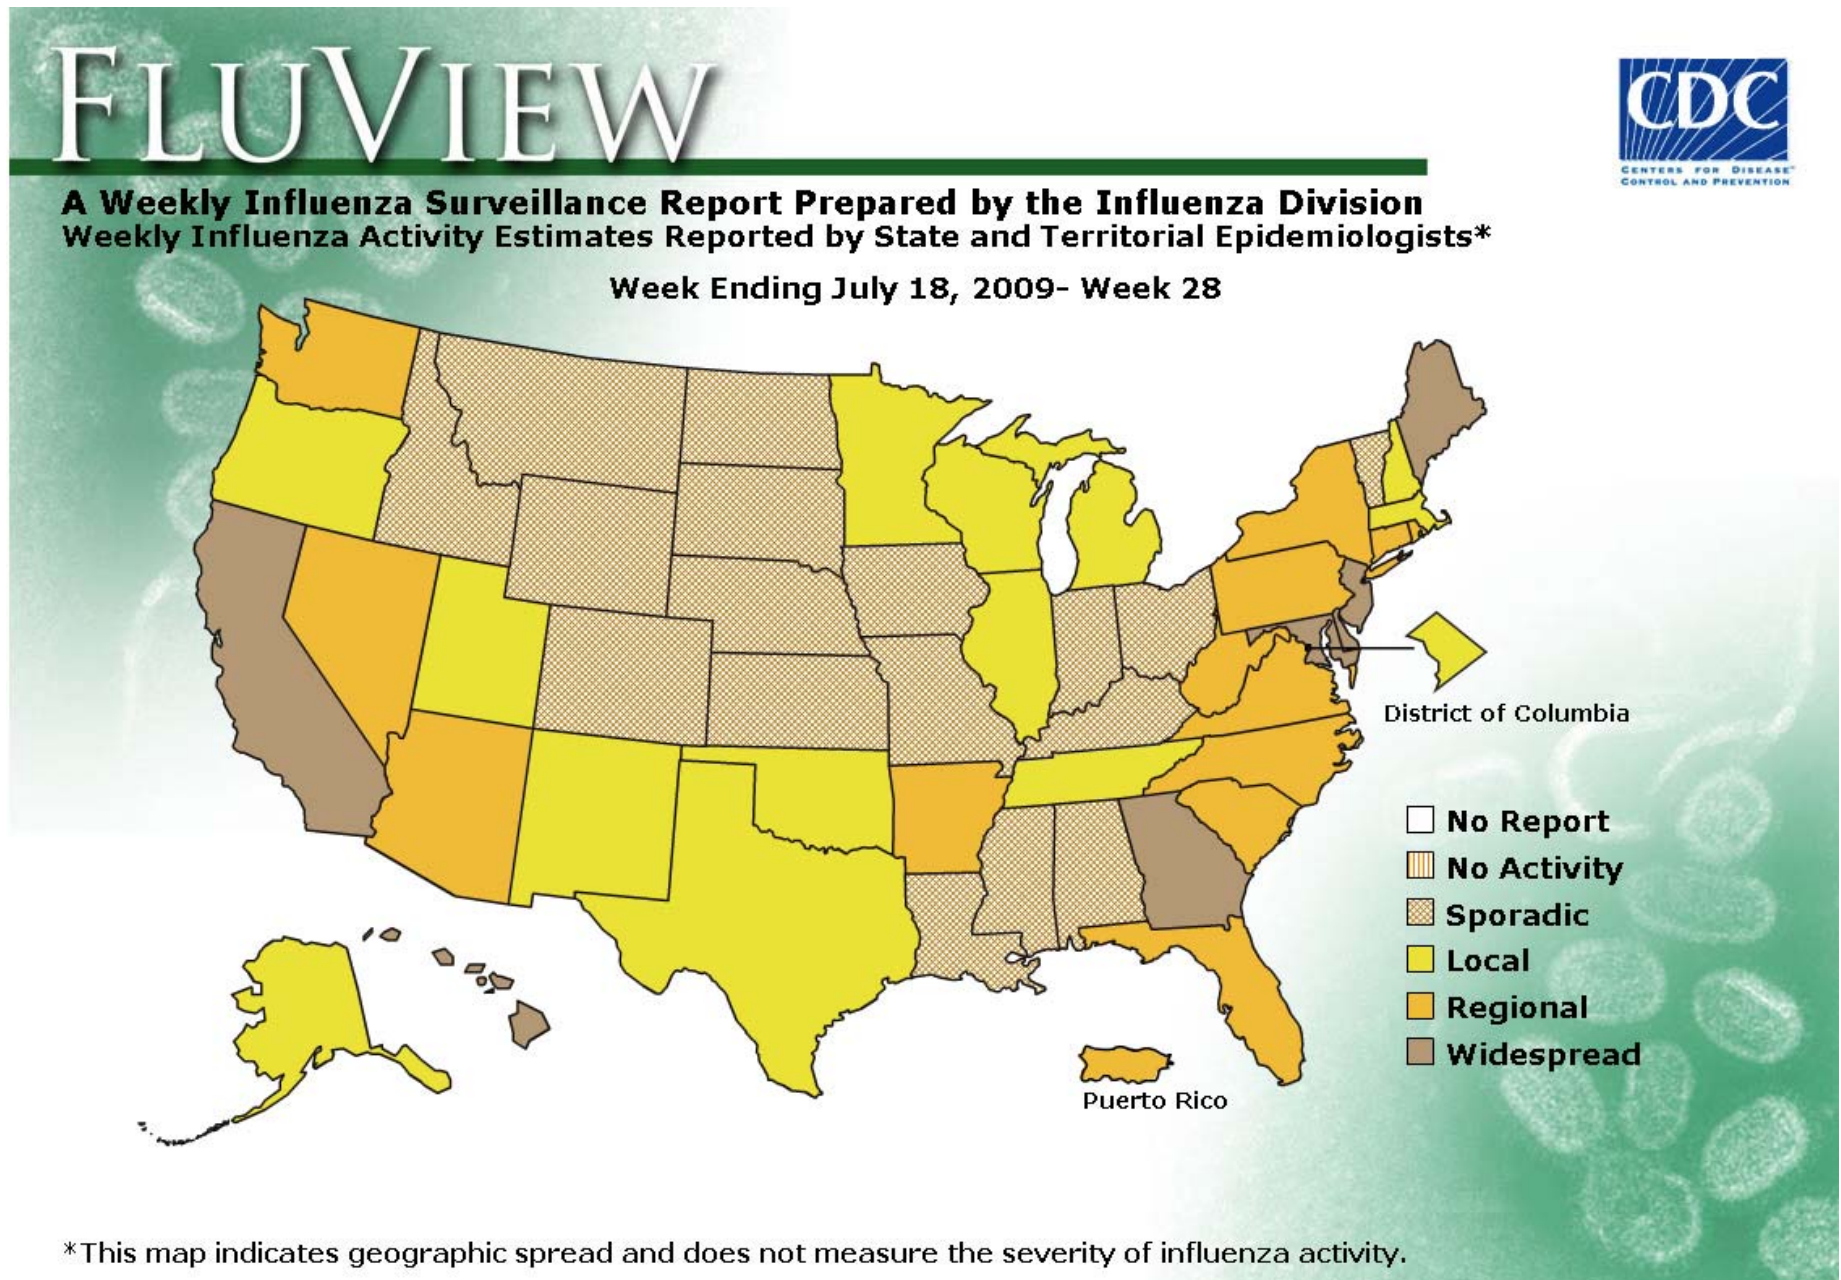 FLUVIEW
CDC
CENTERS FOR DISEASE™
CONTROL AND PREVENTION
A Weekly Influenza Surveillance Report Prepared by the Influenza Division
Weekly Influenza Activity Estimates Reported by State and Territorial Epidemiologists*
Week Ending July 18, 2009- Week 28
District of Columbia
No Report
No Activity
Sporadic
Local
Regional
Widespread
Puerto Rico
*This map indicates geographic spread and does not measure the severity of influenza activity.